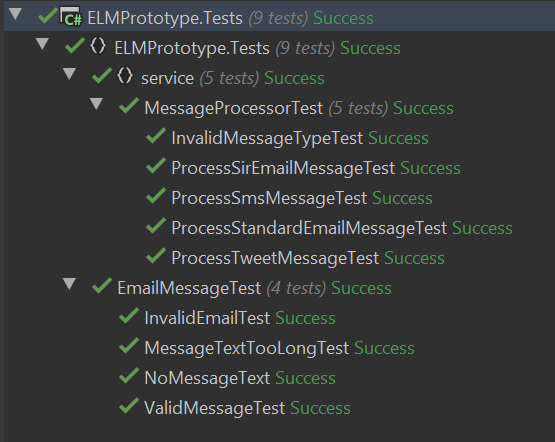 C# ELMPrototype.Tests (9 tests) Success
{} ELMPrototype.Tests (9 tests) Success
{} service (5 tests) Success
MessageProcessorTest (5 tests) Success
InvalidMessageTypeTest Success
ProcessSirEmailMessageTest Success
ProcessSmsMessageTest Success
ProcessStandardEmailMessageTest Success
ProcessTweetMessageTest Success
EmailMessageTest (4 tests) Success
InvalidEmailTest Success
MessageTextTooLongTest Success
NoMessageText Success
ValidMessageTest Success